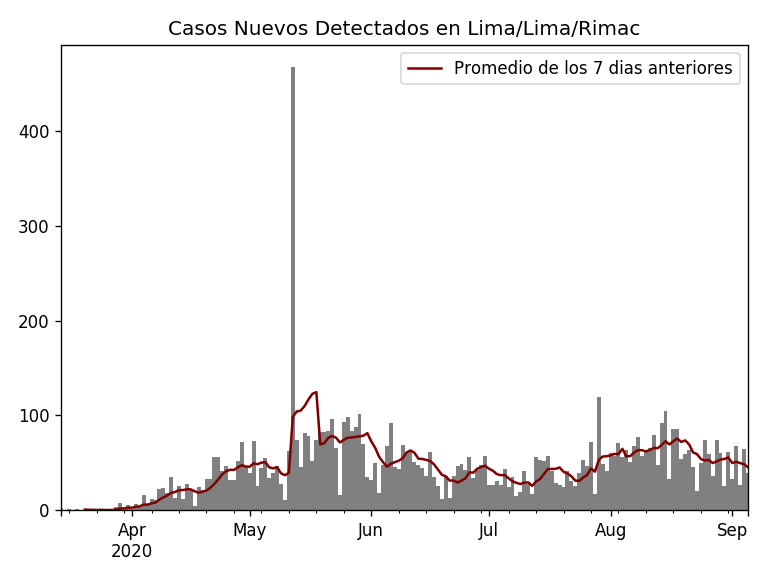 Casos Nuevos Detectados en Lima/Lima/Rimac
Promedio de los 7 dias anteriores
400
300
200
100
0
Apr
2020
May
Jun
Jul
Aug
Sep